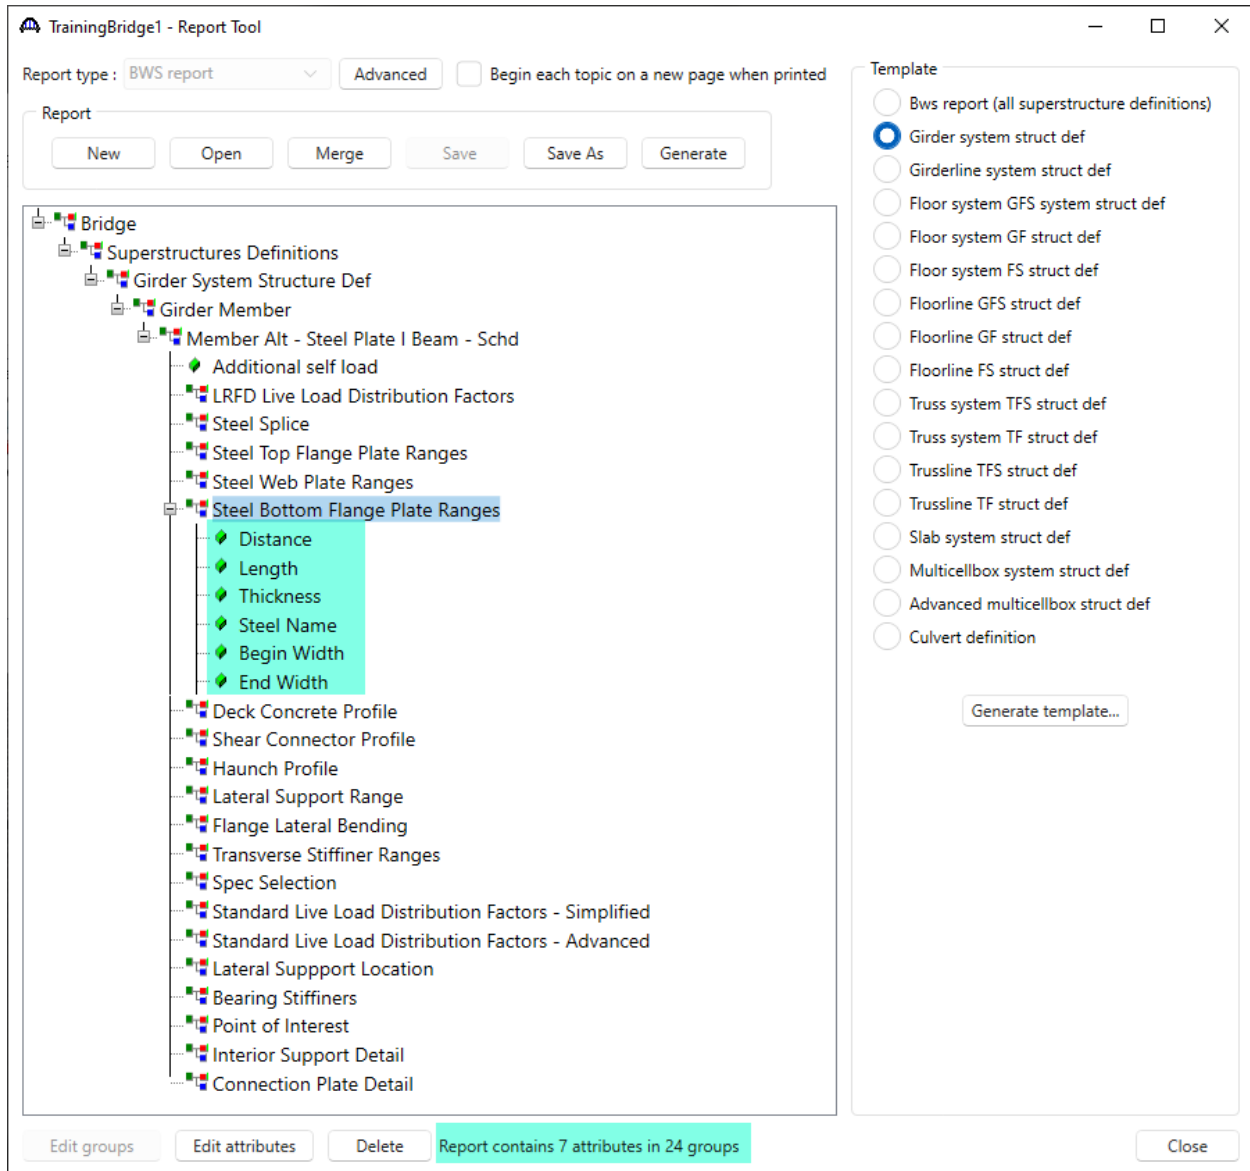 TrainingBridge1 - Report Tool
Report type : BWS report Advanced Begin each topic on a new page when printed
Report
New Open Merge Save Save As Generate
Bridge
Superstructures Definitions
Girder System Structure Def
Girder Member
Member Alt - Steel Plate I Beam - Schd
Additional self load
LRFD Live Load Distribution Factors
Steel Splice
Steel Top Flange Plate Ranges
Steel Web Plate Ranges
Steel Bottom Flange Plate Ranges
Distance
Length
Thickness
Steel Name
Begin Width
End Width
Deck Concrete Profile
Shear Connector Profile
Haunch Profile
Lateral Support Range
Flange Lateral Bending
Transverse Stiffiner Ranges
Spec Selection
Standard Live Load Distribution Factors - Simplified
Standard Live Load Distribution Factors - Advanced
Lateral Suppport Location
Bearing Stiffiners
Point of Interest
Interior Support Detail
Connection Plate Detail
Template
Bws report (all superstructure definitions)
Girder system struct def
Girderline system struct def
Floor system GFS system struct def
Floor system GF struct def
Floor system FS struct def
Floorline GFS struct def
Floorline GF struct def
Floorline FS struct def
Truss system TFS struct def
Truss system TF struct def
Trussline TFS struct def
Trussline TF struct def
Slab system struct def
Multicellbox system struct def
Advanced multicellbox struct def
Culvert definition
Generate template...
Edit groups Edit attributes Delete Report contains 7 attributes in 24 groups Close